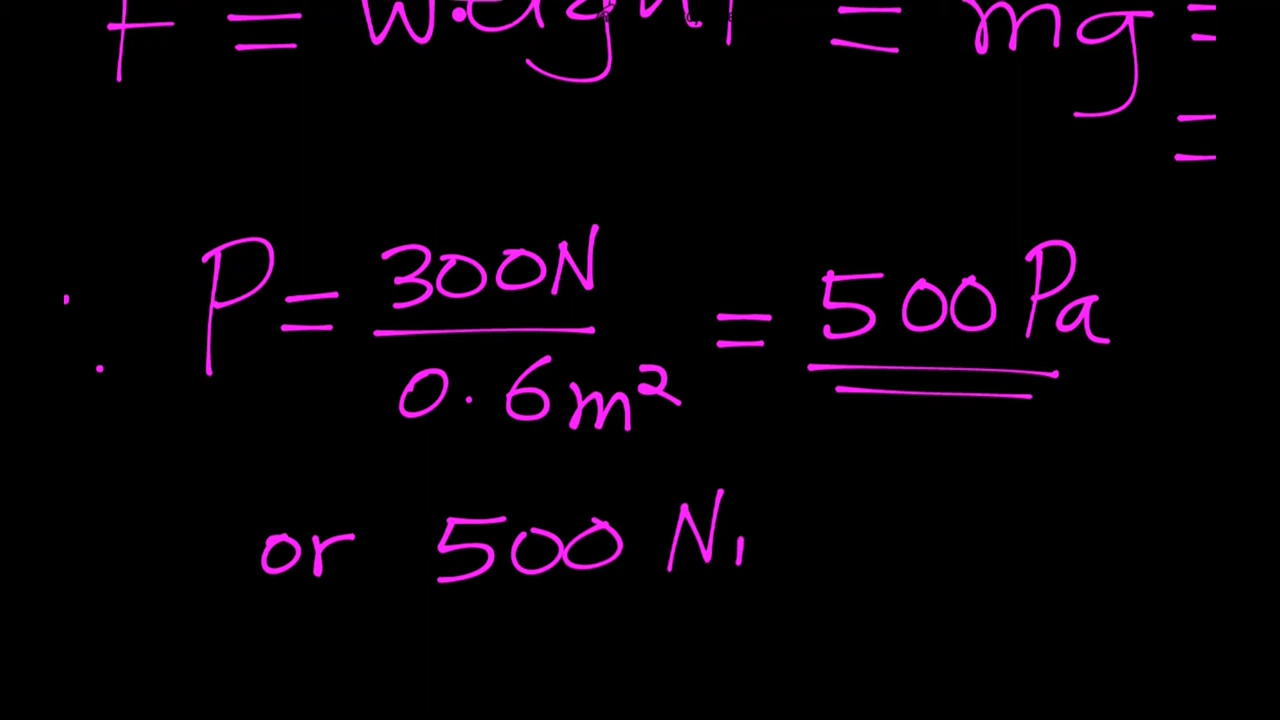 F = weight = mg =
=
∴ P = 300N / 0.6m² = 500 Pa
or 500 N